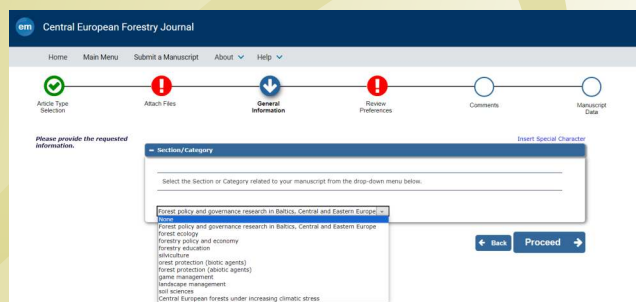 em Central European Forestry Journal
Home Main Menu Submit a Manuscript About Help
Article Type Selection
Attach Files
General Information
Review Preferences
Comments
Manuscript Data
Please provide the requested information.
Insert Special Character
− Section/Category
Select the Section or Category related to your manuscript from the drop-down menu below.
Forest policy and governance research in Baltics, Central and Eastern Europe
None
Forest policy and governance research in Baltics, Central and Eastern Europe
forest ecology
forestry policy and economy
forestry education
silviculture
orest protection (biotic agents)
forest protection (abiotic agents)
game management
landscape management
soil sciences
Central European forests under increasing climatic stress
Back Proceed